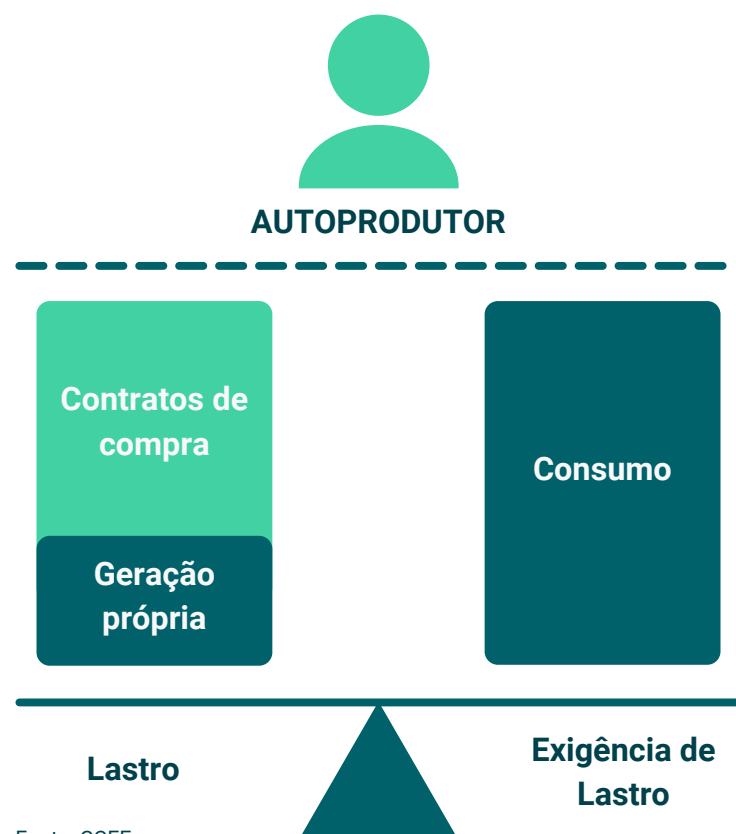 AUTOPRODUTOR
Contratos de
compra
Geração
própria
Consumo
Lastro
Exigência de
Lastro